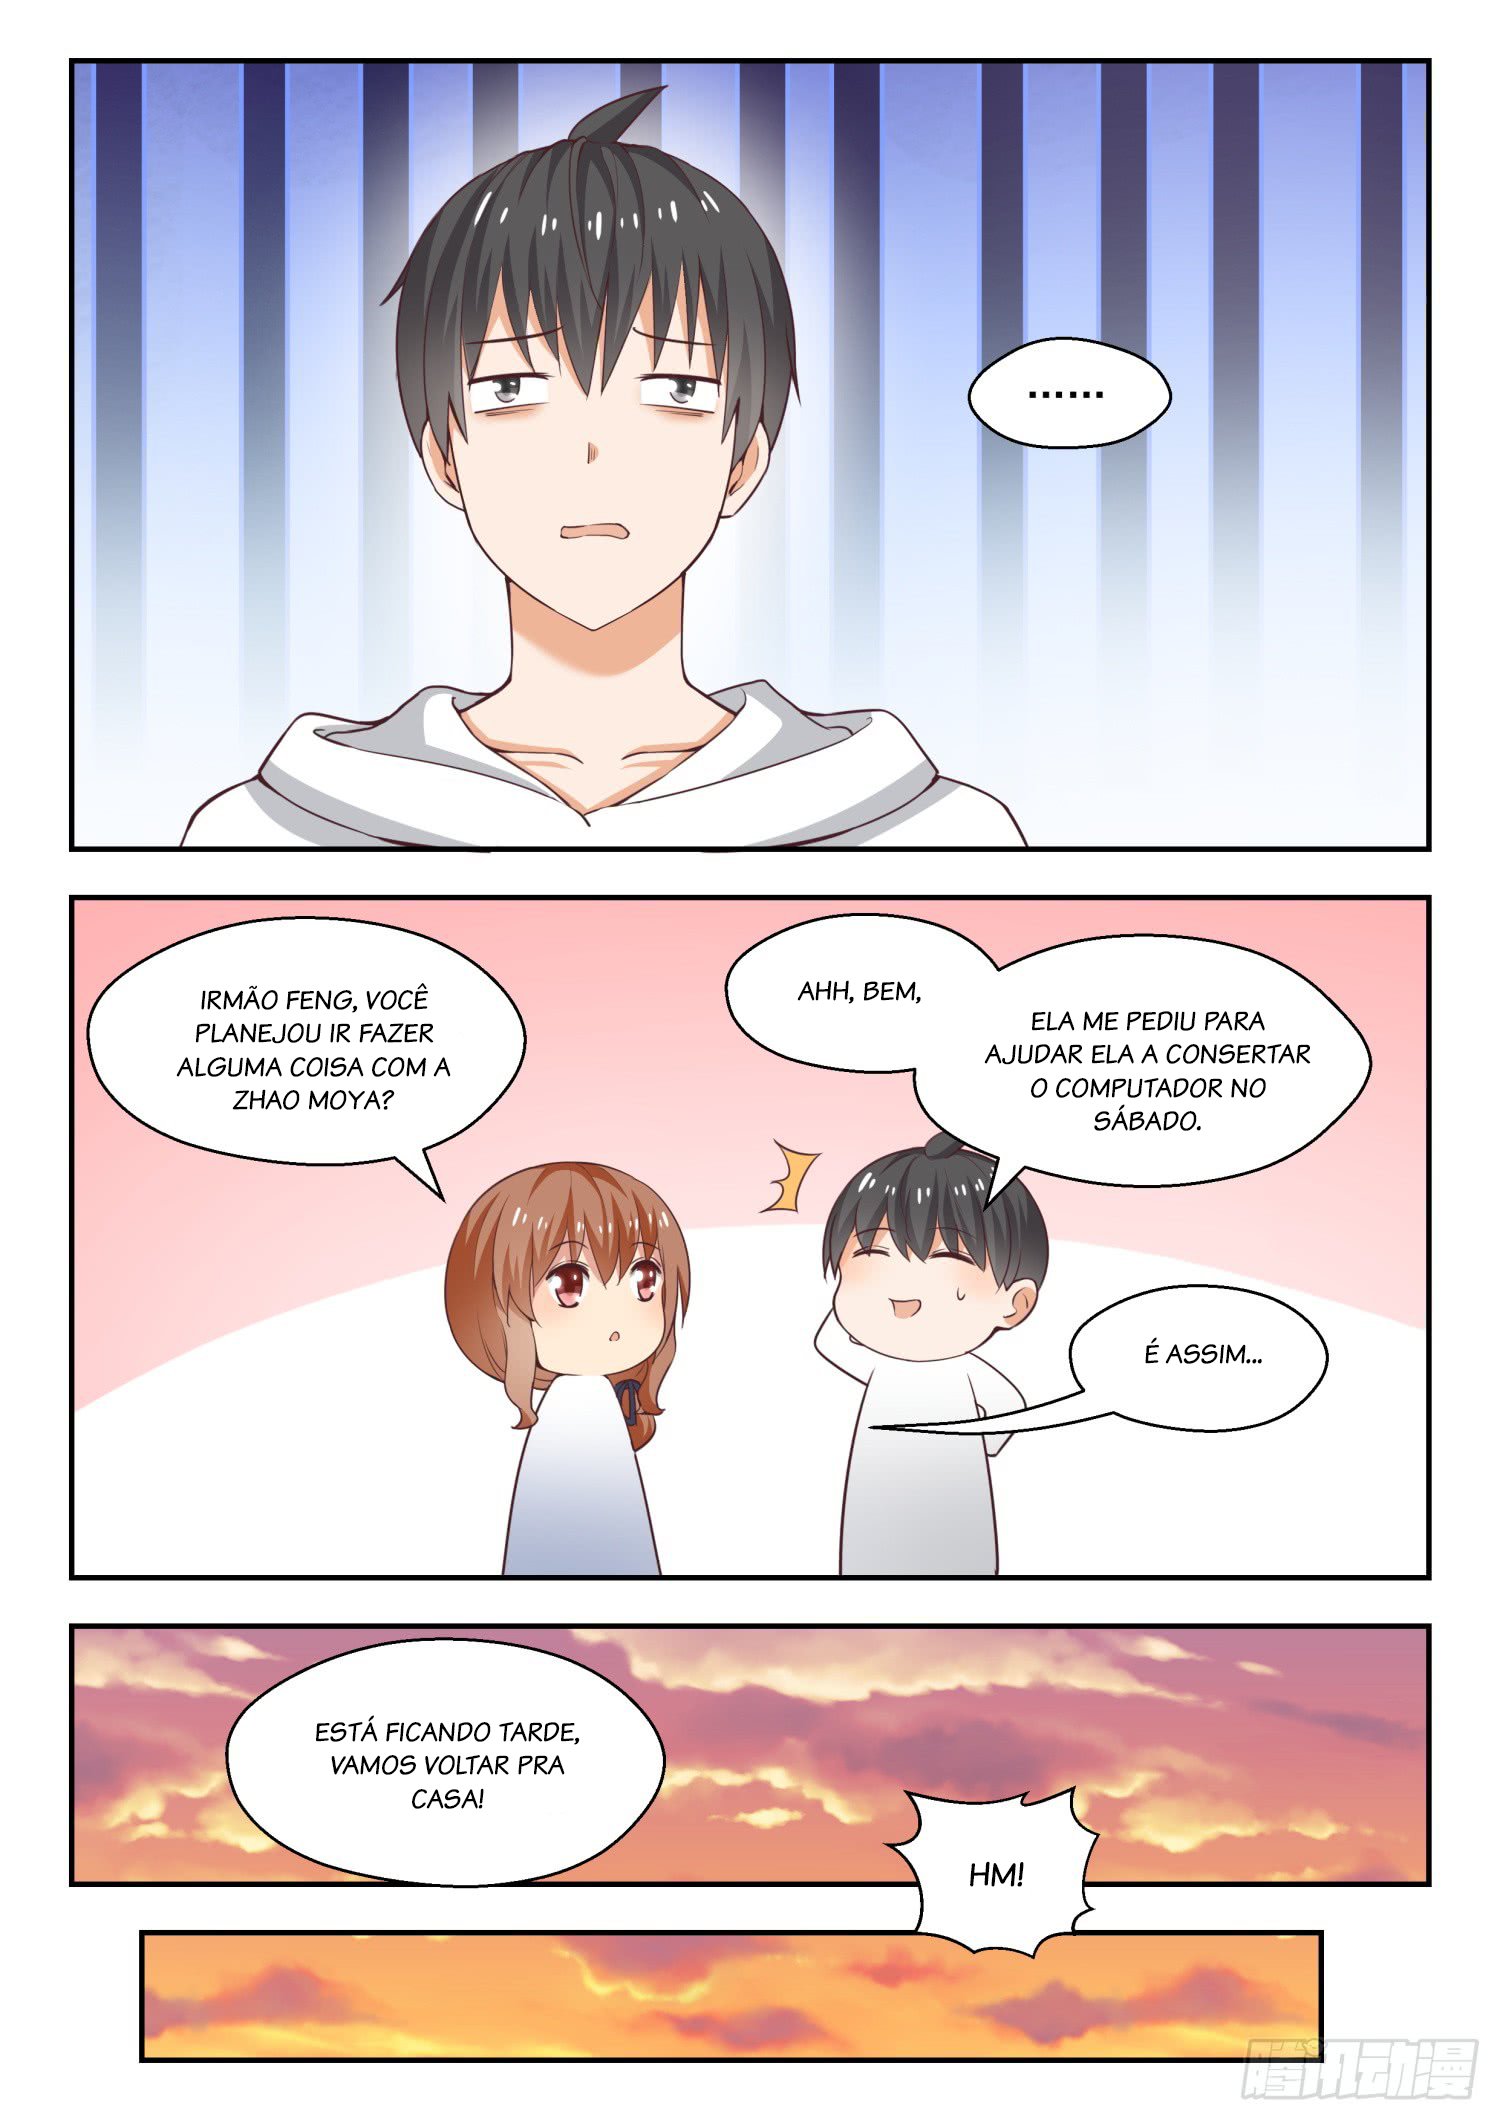 ......
IRMÃO FENG, VOCÊ
PLANEJOU IR FAZER
ALGUMA COISA COM A
ZHAO MOYA?
AHH, BEM,
ELA ME PEDIU PARA
AJUDAR ELA A CONSERTAR
O COMPUTADOR NO
SÁBADO.
É ASSIM...
ESTÁ FICANDO TARDE,
VAMOS VOLTAR PRA
CASA!
HM!
腾讯动漫